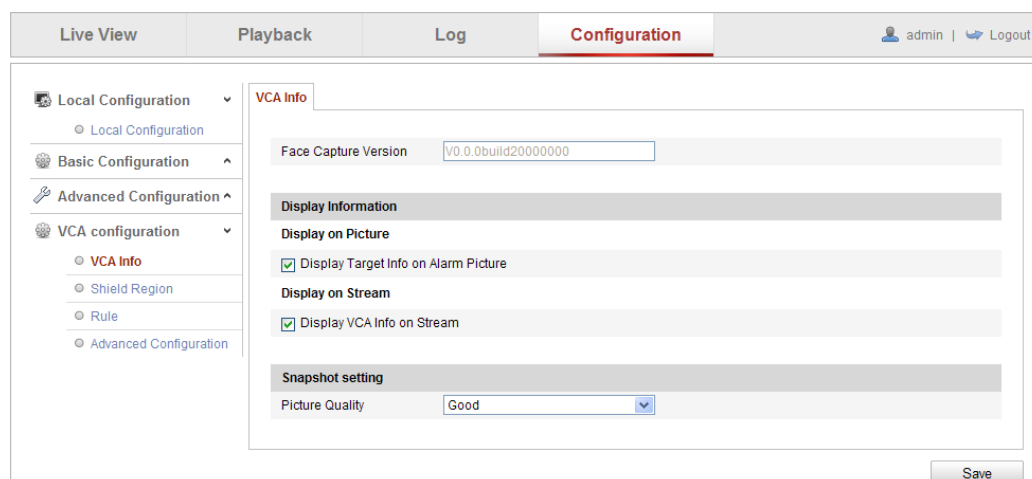 Live View Playback Log Configuration admin | Logout
Local Configuration
Local Configuration
Basic Configuration
Advanced Configuration
VCA configuration
VCA Info
Shield Region
Rule
Advanced Configuration
VCA Info
Face Capture Version V0.0.0build20000000
Display Information
Display on Picture
Display Target Info on Alarm Picture
Display on Stream
Display VCA Info on Stream
Snapshot setting
Picture Quality Good
Save